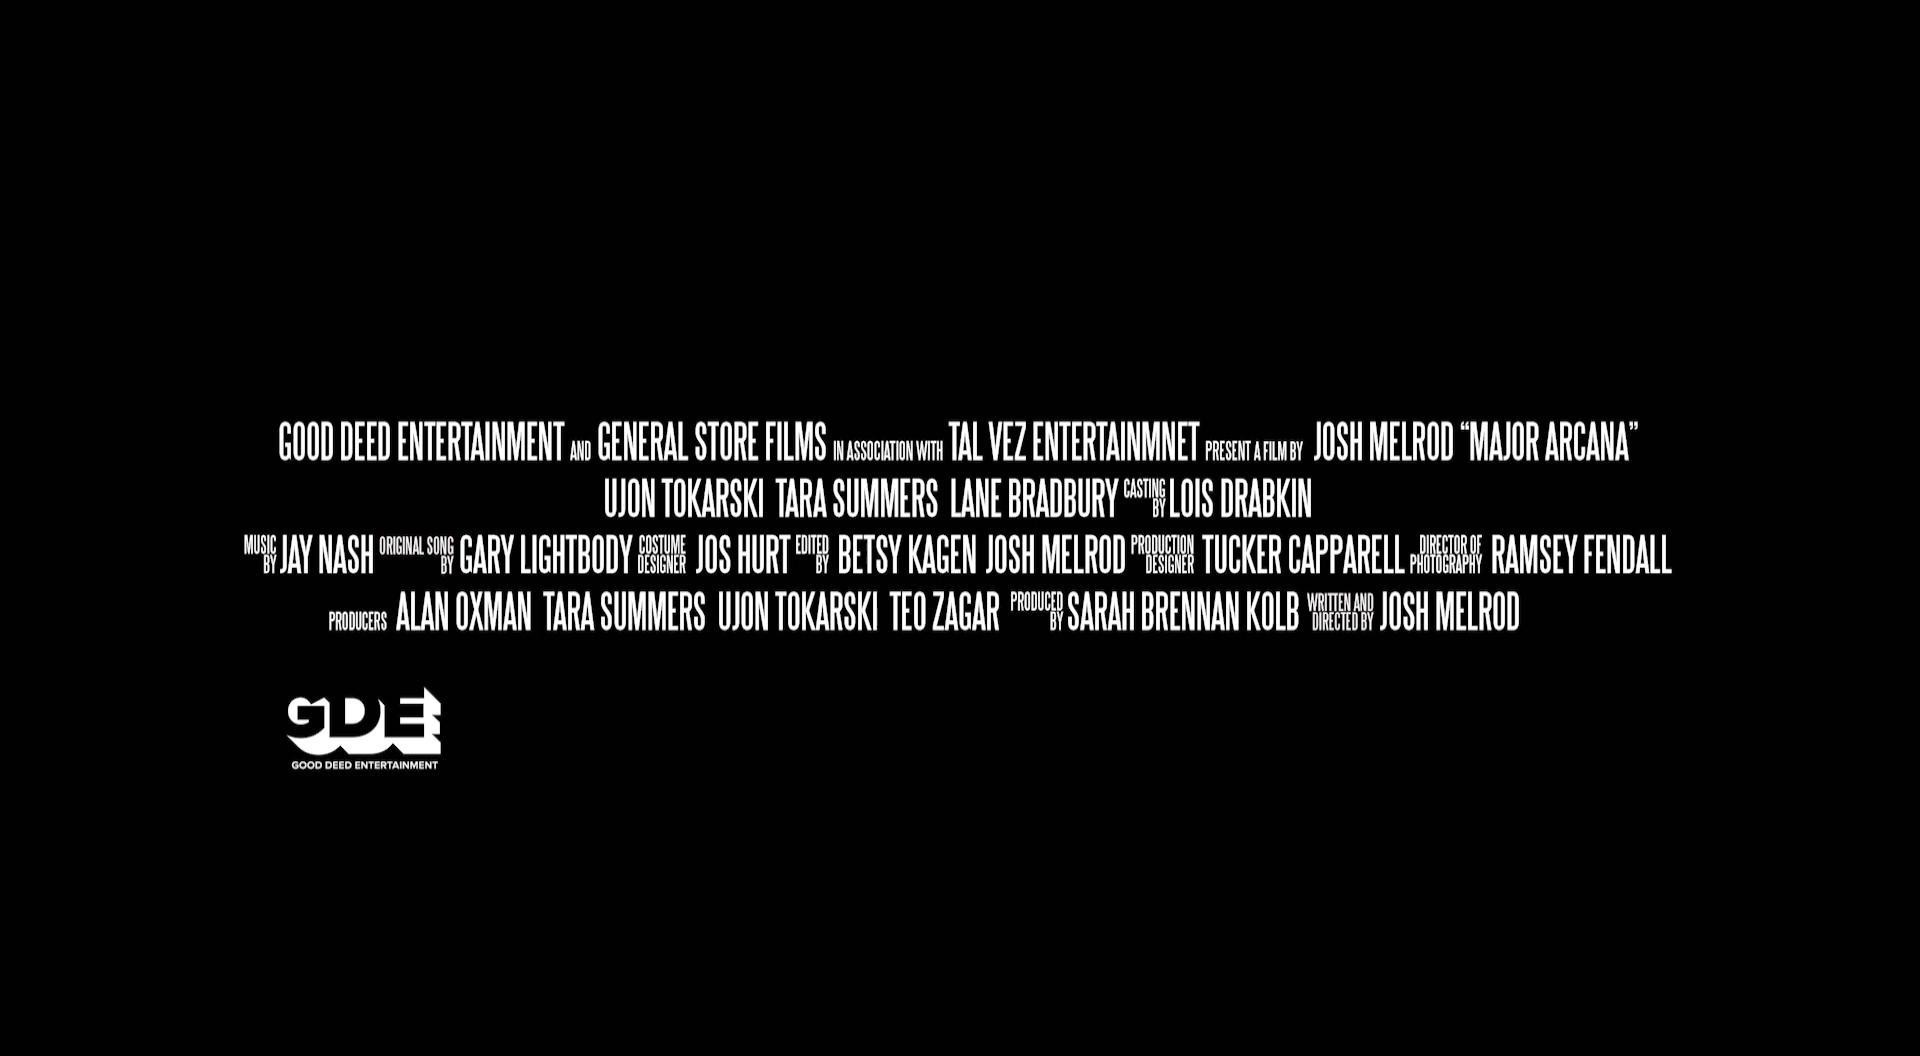 GOOD DEED ENTERTAINMENT AND GENERAL STORE FILMS IN ASSOCIATION WITH TAL VEZ ENTERTAINMNET PRESENT A FILM BY JOSH MELROD “MAJOR ARCANA”
UJON TOKARSKI TARA SUMMERS LANE BRADBURY CASTING BY LOIS DRABKIN
MUSIC BY JAY NASH ORIGINAL SONG BY GARY LIGHTBODY COSTUME DESIGNER JOS HURT EDITED BY BETSY KAGEN JOSH MELROD PRODUCTION DESIGNER TUCKER CAPPARELL DIRECTOR OF PHOTOGRAPHY RAMSEY FENDALL
PRODUCERS ALAN OXMAN TARA SUMMERS UJON TOKARSKI TEO ZAGAR PRODUCED BY SARAH BRENNAN KOLB WRITTEN AND DIRECTED BY JOSH MELROD
GDE
GOOD DEED ENTERTAINMENT